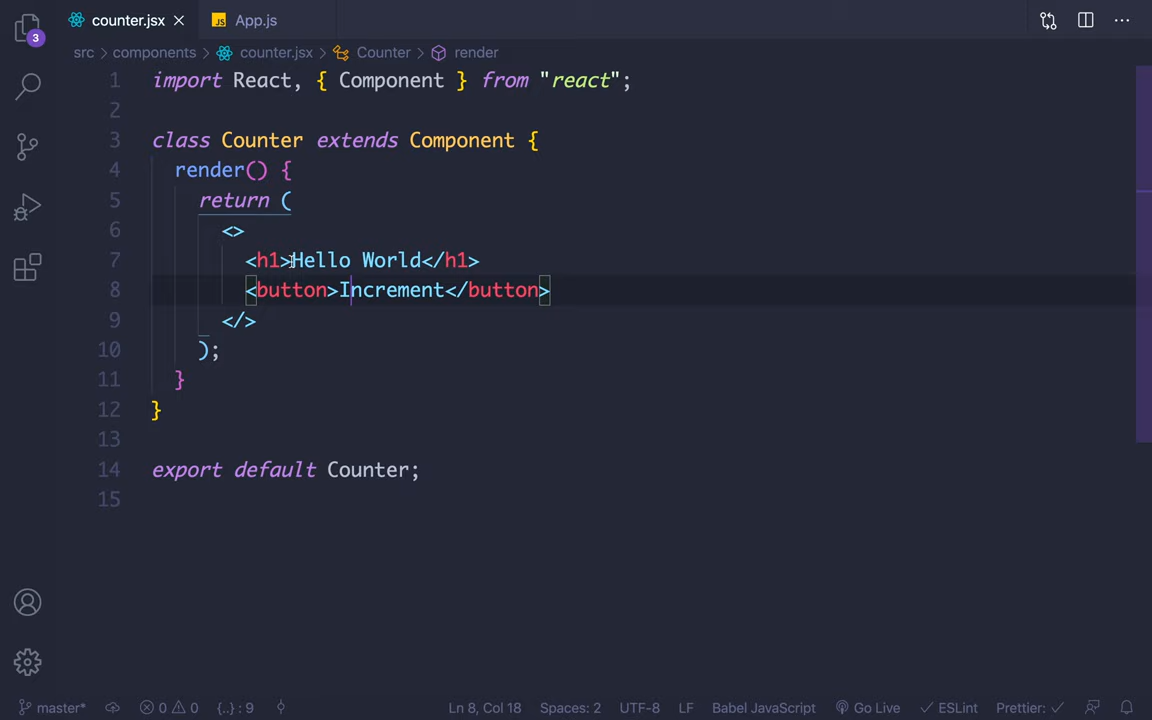 counter.jsx App.js
src > components > counter.jsx > Counter > render
3
1 import React, { Component } from "react";
2
3 class Counter extends Component {
4 render() {
5 return (
6 <>
7 <h1>Hello World</h1>
8 <button>Increment</button>
9 </>
10 );
11 }
12 }
13
14 export default Counter;
15
master* 0 0 {..} : 9 Ln 8, Col 18 Spaces: 2 UTF-8 LF Babel JavaScript Go Live ESLint Prettier: